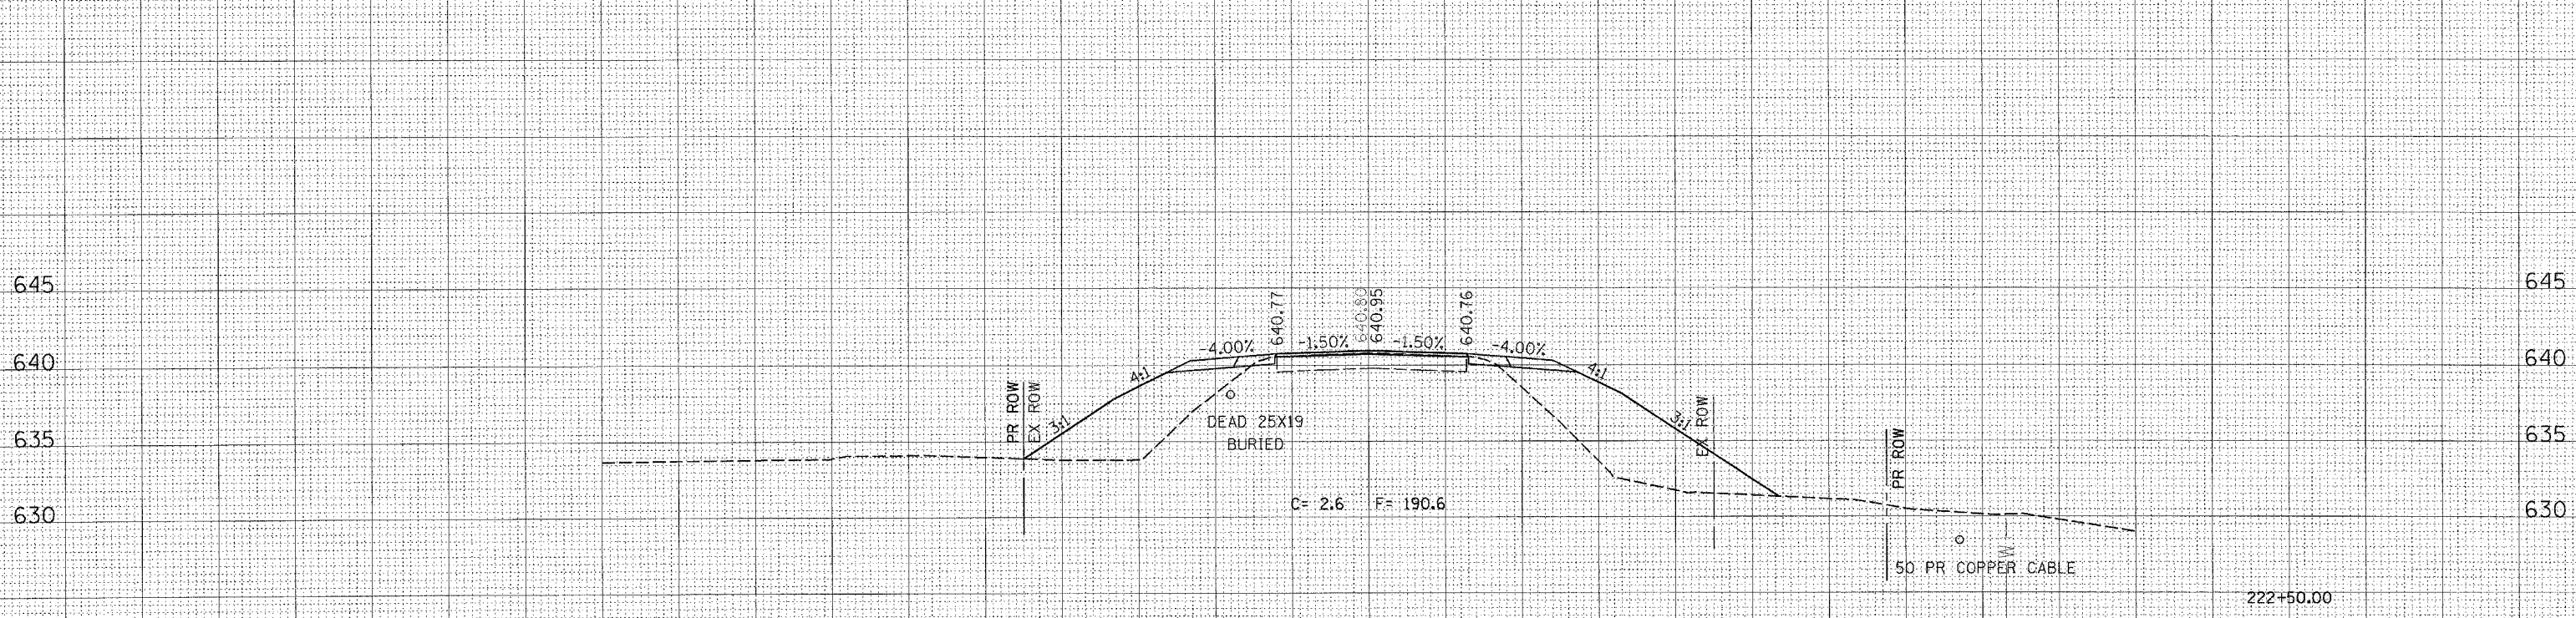 645 645
640.77 640.80 640.95 640.76
640 -4.00% -1.50% -1.50% -4.00% 640
4:1 4:1
PR ROW EX ROW
3:1 3:1 EX ROW
DEAD 25X19
BURIED
635 PR ROW 635
C= 2.6 F= 190.6
630 630
W
50 PR COPPER CABLE
222+50.00